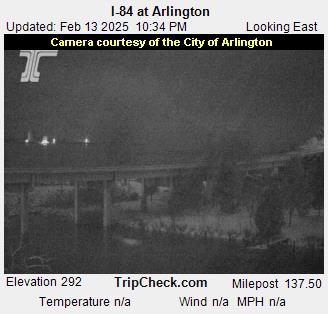 I-84 at Arlington
Updated: Feb 13 2025 10:34 PM Looking East
Camera courtesy of the City of Arlington
Elevation 292 TripCheck.com Milepost 137.50
Temperature n/a Wind n/a MPH n/a